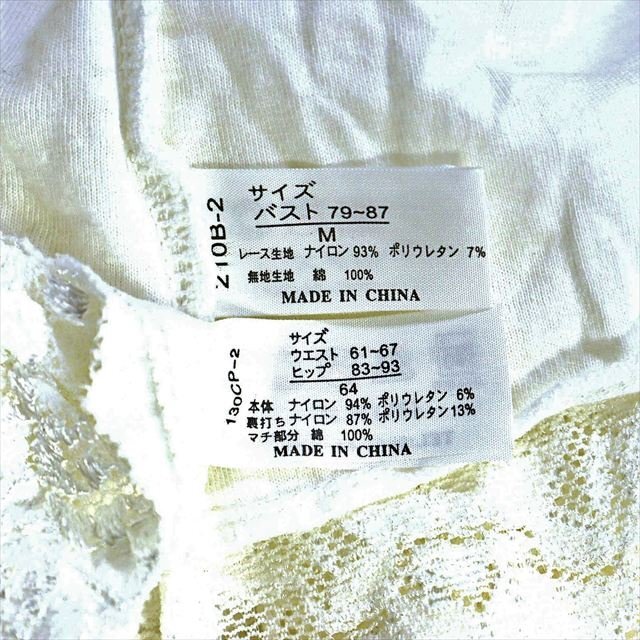 サイズ
バスト 79~87
M
レース生地 ナイロン 93% ポリウレタン 7%
無地生地 綿 100%
MADE IN CHINA
210B-2
サイズ
ウエスト 61~67
ヒップ 83~93
64
本体 ナイロン 94% ポリウレタン 6%
裏打ち ナイロン 87% ポリウレタン 13%
マチ部分 綿 100%
MADE IN CHINA
130CP-2